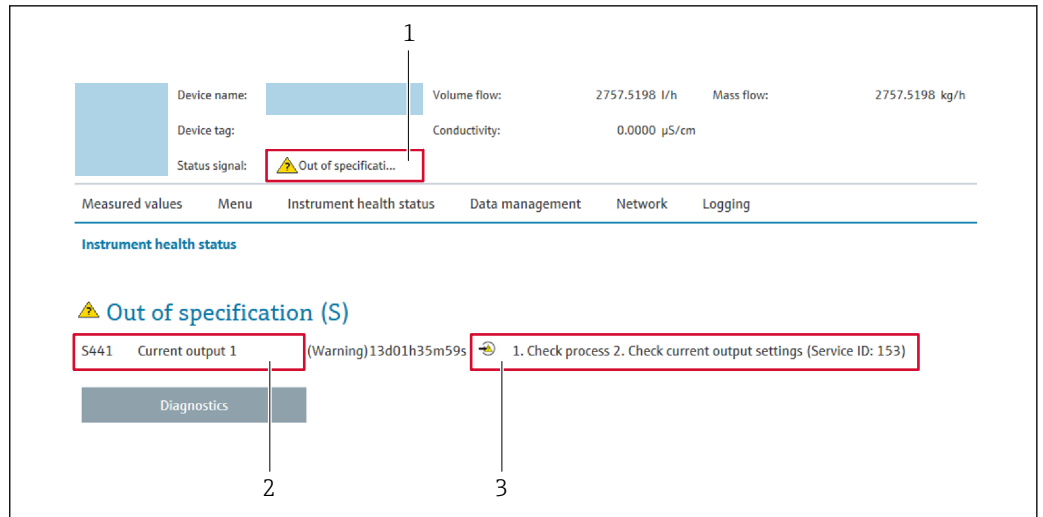 1
Device name: Volume flow: 2757.5198 l/h Mass flow: 2757.5198 kg/h
Device tag: Conductivity: 0.0000 µS/cm
Status signal: Out of specificati...
Measured values Menu Instrument health status Data management Network Logging
Instrument health status
Out of specification (S)
S441 Current output 1 (Warning)13d01h35m59s 1. Check process 2. Check current output settings (Service ID: 153)
Diagnostics
2 3